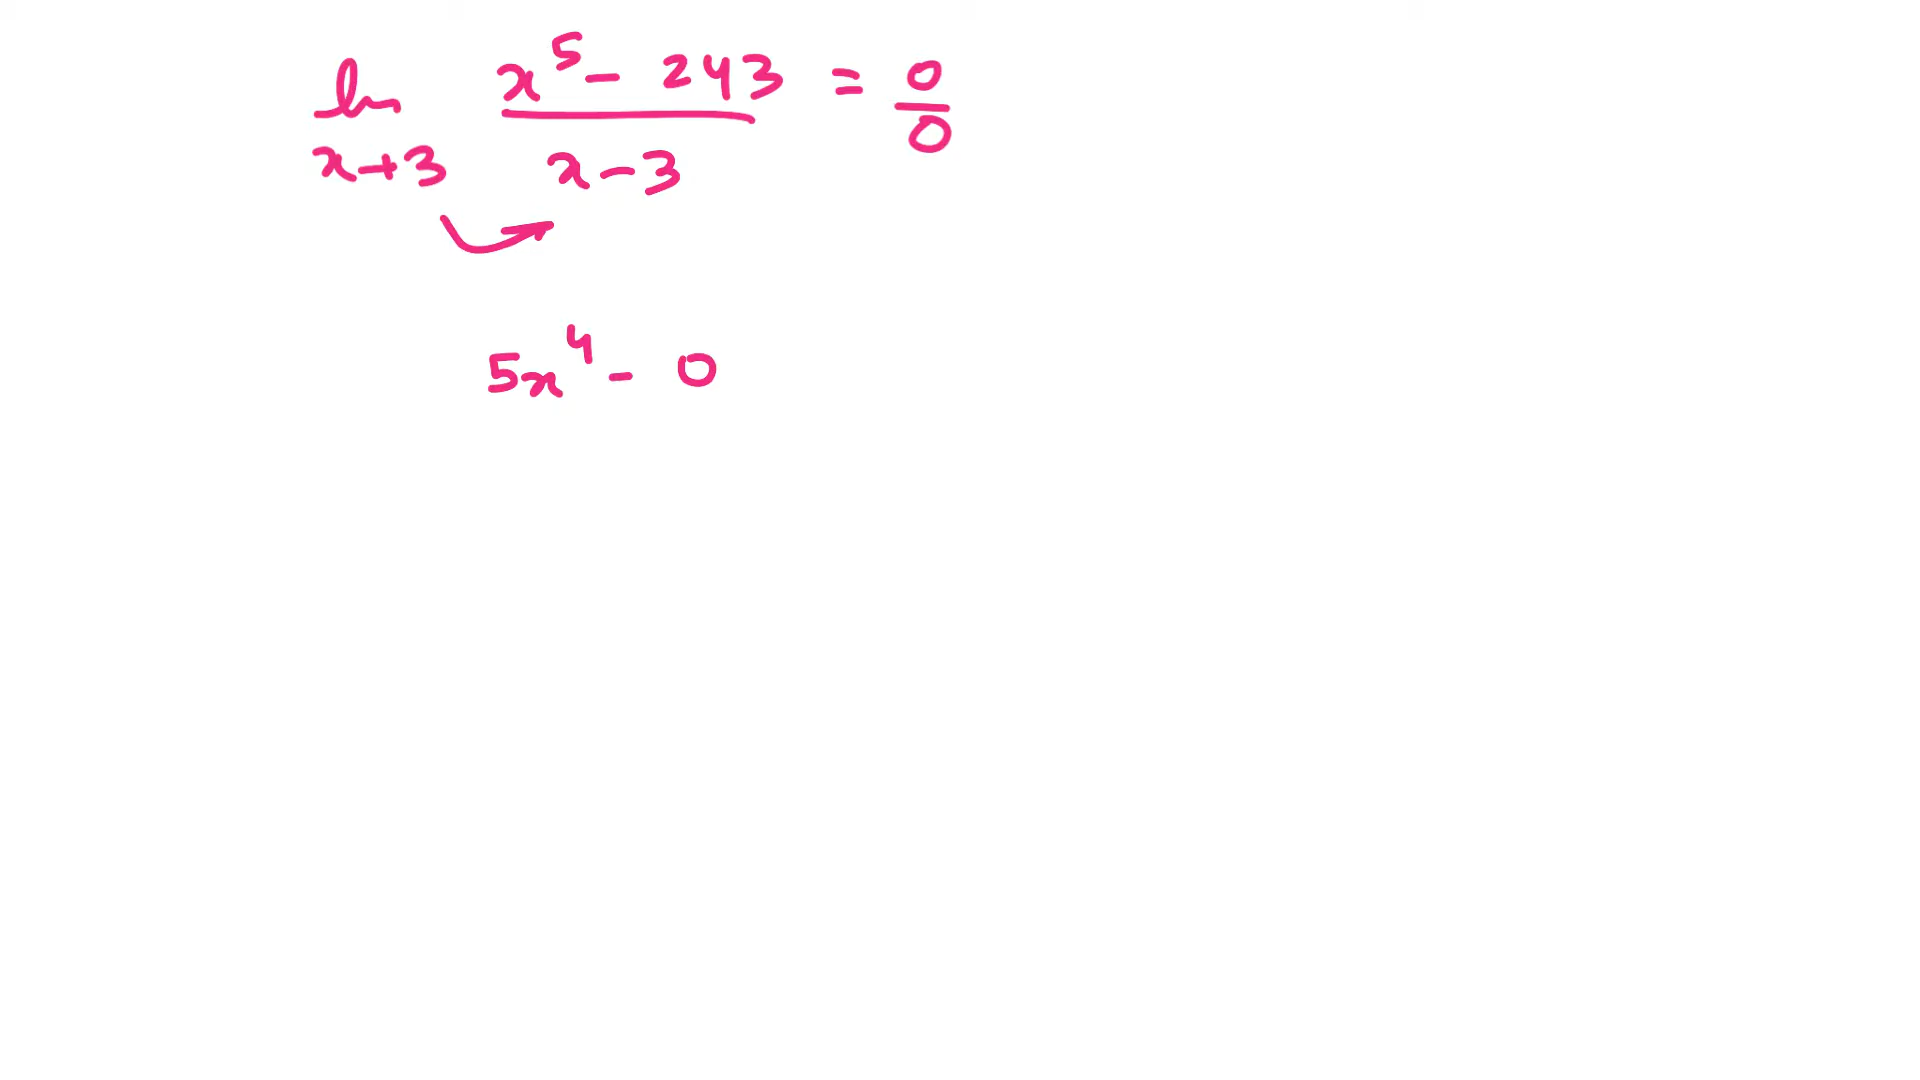 lim x⁵ - 243 = 0/0
x→3 x - 3
5x⁴ - 0